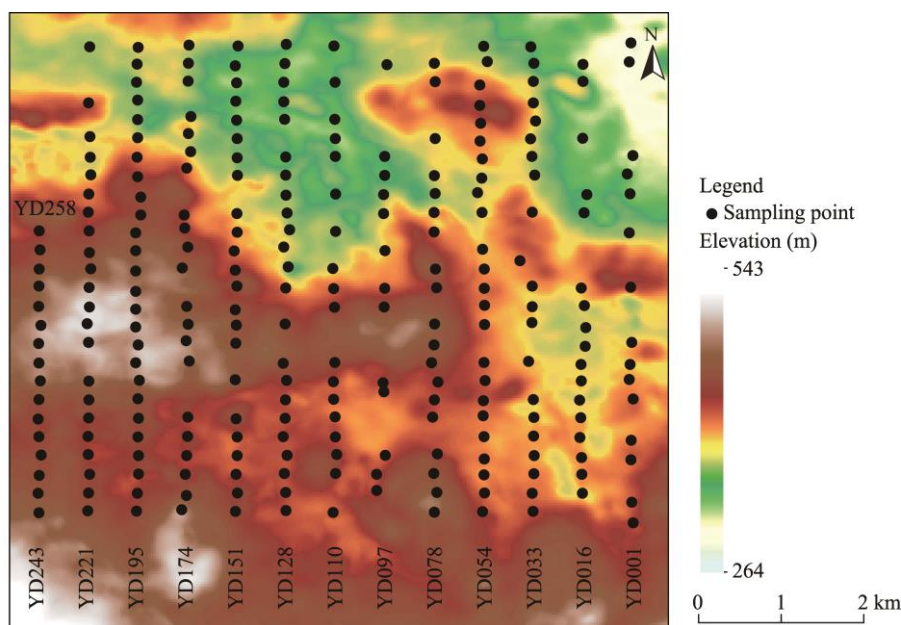 N
YD258
YD243
YD221
YD195
YD174
YD151
YD128
YD110
YD097
YD078
YD054
YD033
YD016
YD001
Legend
Sampling point
Elevation (m)
- 543
- 264
0 1 2 km